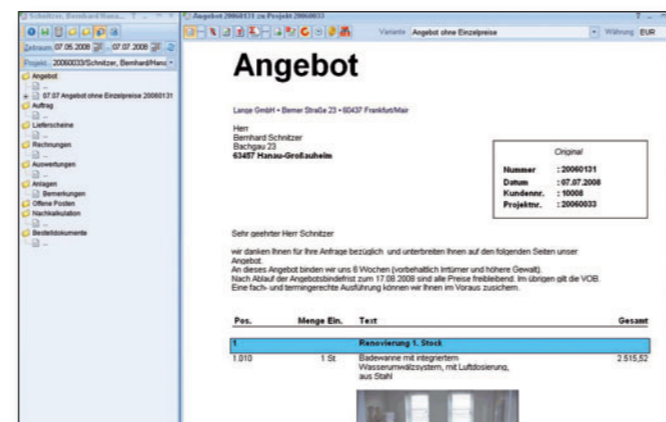 Schnitzer, Bernhard/Hana...
Zeitraum 07.05.2008 .. 07.07.2008
Projekt 20060033/Schnitzer, Bernhard/Hana
Angebot
..
07.07 Angebot ohne Einzelpreise 20060131
Auftrag
..
Lieferscheine
..
Rechnungen
..
Auswertungen
..
Anlagen
Bemerkungen
Offene Posten
Nachkalkulation
..
Bestelldokumente
..
Angebot 20060131 zu Projekt 20060033
Variante Angebot ohne Einzelpreise Währung EUR
Angebot
Lange GmbH • Berner Straße 23 • 60437 Frankfurt/Main
Herr
Bernhard Schnitzer
Bachgau 23
63457 Hanau-Großauheim
Original
Nummer : 20060131
Datum : 07.07.2008
Kundennr. : 10008
Projektnr. : 20060033
Sehr geehrter Herr Schnitzer
wir danken Ihnen für Ihre Anfrage bezüglich und unterbreiten Ihnen auf den folgenden Seiten unser
Angebot.
An dieses Angebot binden wir uns 6 Wochen (vorbehaltlich Irrtümer und höhere Gewalt).
Nach Ablauf der Angebotsbindefrist zum 17.08.2008 sind alle Preise freibleibend. Im übrigen gilt die VOB.
Eine fach- und termingerechte Ausführung können wir Ihnen im Voraus zusichern.
Pos. Menge Ein. Text Gesamt
1 Renovierung 1. Stock
1.010 1 St Badewanne mit integriertem 2.515,52
Wasserumwälzsystem, mit Luftdosierung,
aus Stahl